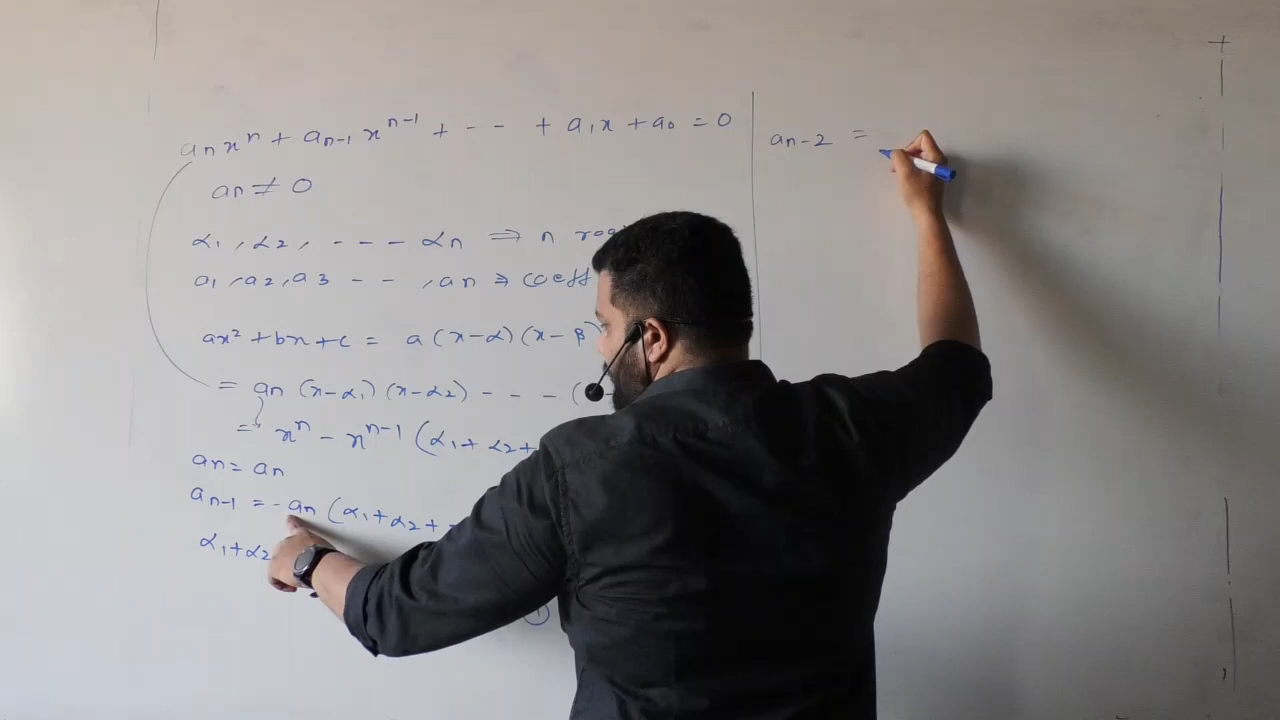 aₙxⁿ + aₙ₋₁xⁿ⁻¹ + - - + a₁x + a₀ = 0
aₙ ≠ 0
α₁, α₂, - - - - αₙ ⇒ n
a₁, a₂, a₃ - - , aₙ ⇒ coeff
ax² + bx + c = a(x-α)(x-β)
= aₙ (x-α₁)(x-α₂) - - - (
= xⁿ - xⁿ⁻¹ (α₁ + α₂ +
aₙ = aₙ
aₙ₋₁ = -aₙ (α₁ + α₂ + -
α₁ + α₂
①
aₙ₋₂ =